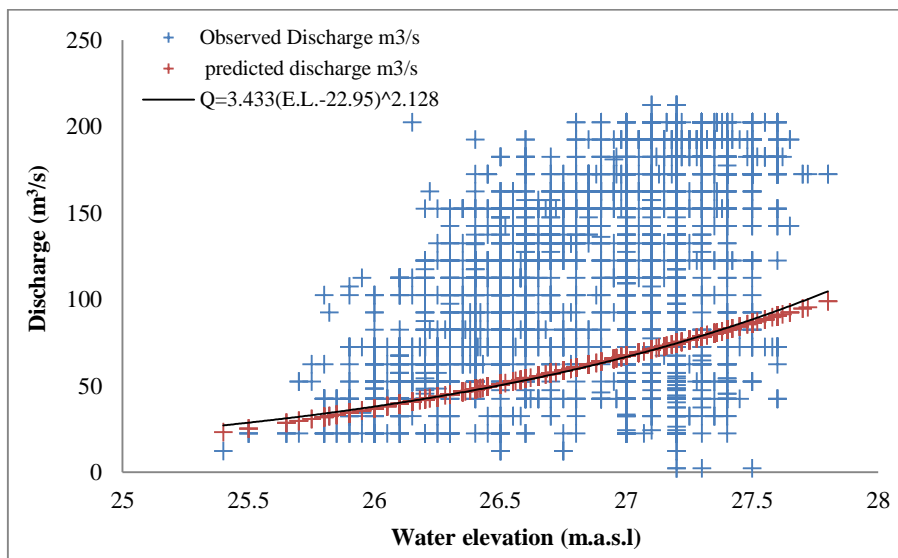 250
200
150
100
50
0
Discharge (m³/s)
Observed Discharge m3/s
predicted discharge m3/s
Q=3.433(E.L.-22.95)^2.128
25
25.5
26
26.5
27
27.5
28
Water elevation (m.a.s.l)